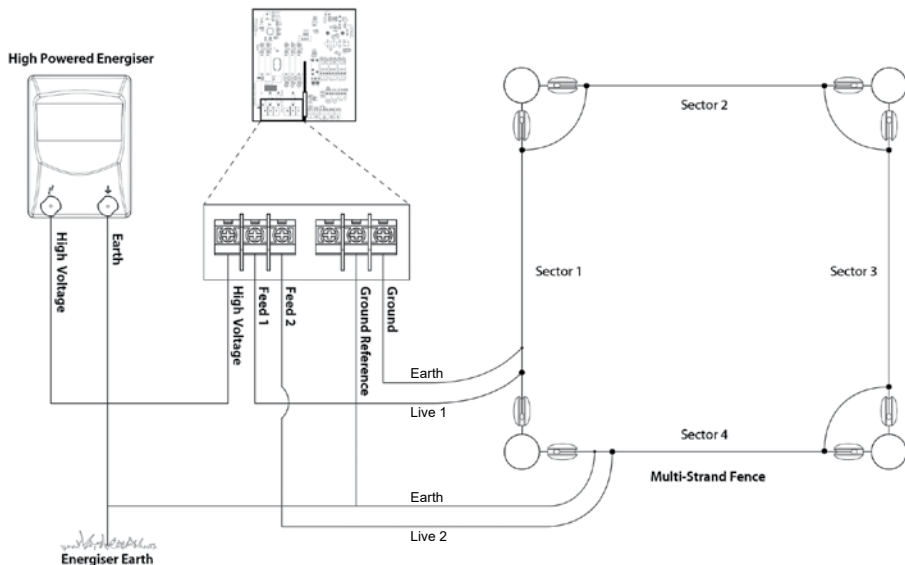 High Powered Energiser
Sector 2
High Voltage
Earth
Sector 1
Sector 3
High Voltage
Feed 1
Feed 2
Ground Reference
Ground
Earth
Live 1
Sector 4
Multi-Strand Fence
Earth
Live 2
Energiser Earth